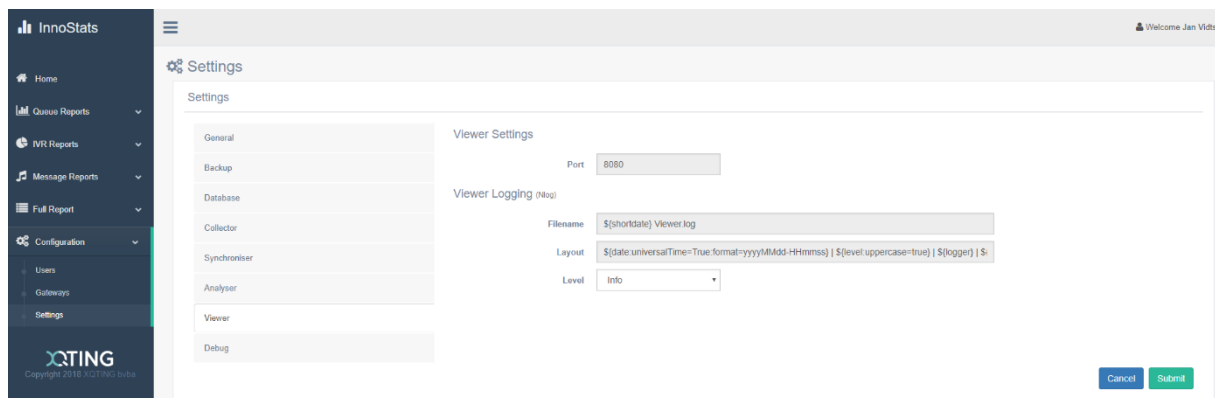 InnoStats
Welcome Jan Vidts
Home
Queue Reports
IVR Reports
Message Reports
Full Report
Configuration
Users
Gateways
Settings
XQTING
Copyright 2018 XQTING bvba
Settings
Settings
General
Backup
Database
Collector
Synchroniser
Analyser
Viewer
Debug
Viewer Settings
Port 8080
Viewer Logging (Nlog)
Filename ${shortdate} Viewer.log
Layout ${date:universalTime=True:format=yyyyMMdd-HHmmss} | ${level:uppercase=true} | ${logger} | $
Level Info
Cancel Submit